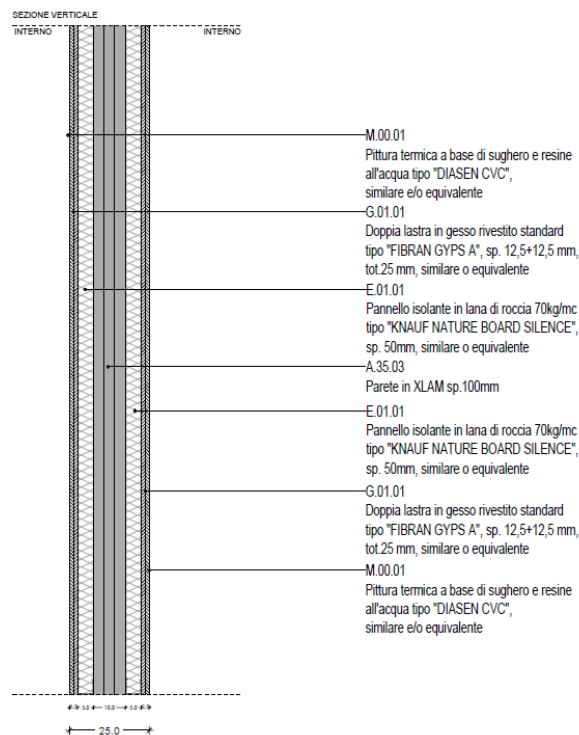 SEZIONE VERTICALE
INTERNO INTERNO
M.00.01
Pittura termica a base di sughero e resine
all'acqua tipo "DIASEN CVC",
similare e/o equivalente
G.01.01
Doppia lastra in gesso rivestito standard
tipo "FIBRAN GYPS A", sp. 12,5+12,5 mm,
tot.25 mm, similare o equivalente
E.01.01
Pannello isolante in lana di roccia 70kg/mc
tipo "KNAUF NATURE BOARD SILENCE",
sp. 50mm, similare o equivalente
A.35.03
Parete in XLAM sp.100mm
E.01.01
Pannello isolante in lana di roccia 70kg/mc
tipo "KNAUF NATURE BOARD SILENCE",
sp. 50mm, similare o equivalente
G.01.01
Doppia lastra in gesso rivestito standard
tipo "FIBRAN GYPS A", sp. 12,5+12,5 mm,
tot.25 mm, similare o equivalente
M.00.01
Pittura termica a base di sughero e resine
all'acqua tipo "DIASEN CVC",
similare e/o equivalente
5.0 10.0 5.0
25.0